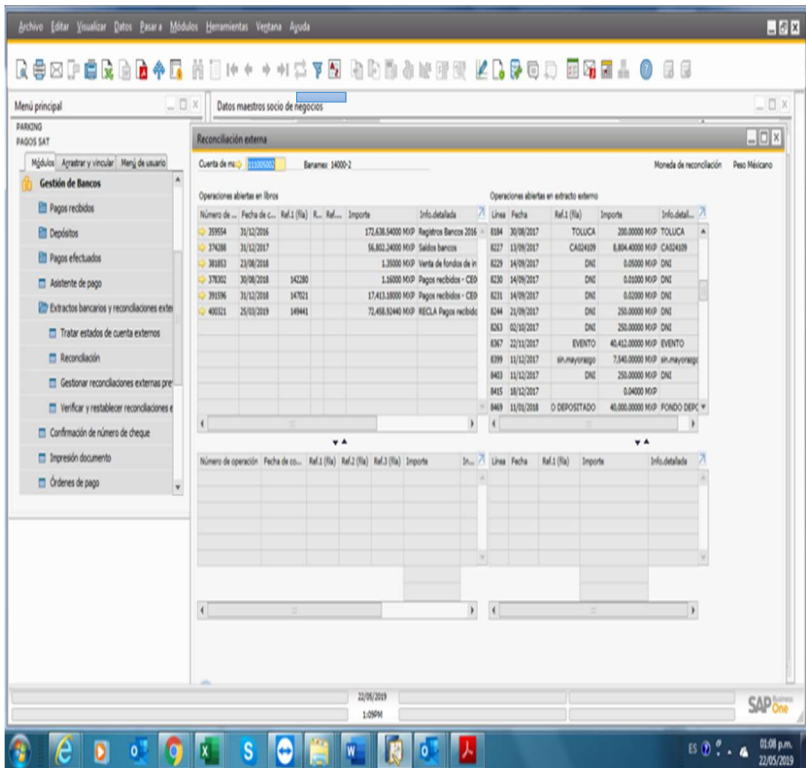 Archivo Editar Visualizar Datos Pasar a Módulos Herramientas Ventana Ayuda
Menú principal
Datos maestros socio de negocios
PARKING
PAGOS SAT
Módulos Arrastrar y vincular Menú de usuario
Gestión de Bancos
Pagos recibidos
Depósitos
Pagos efectuados
Asistente de pago
Extractos bancarios y reconciliaciones exter
Tratar estados de cuenta externos
Reconciliación
Gestionar reconciliaciones externas pre
Verificar y restablecer reconciliaciones e
Confirmación de número de cheque
Impresión documento
Órdenes de pago
Reconciliación externa
Cuenta de ma 111005002 Banamex 14000-2 Moneda de reconciliación Peso Méxicano
Operaciones abiertas en libros
Número de ... Fecha de c... Ref.1 (fila) R... Ref.... Importe Info.detallada
359554 31/12/2016 172,638.54000 MXP Registros Bancos 2016
374288 31/12/2017 56,802.24000 MXP Saldos bancos
381853 23/08/2018 1.35000 MXP Venta de fondos de in
378302 30/08/2018 142280 1.16000 MXP Pagos recibidos - CE0
391596 31/12/2018 147021 17,413.18000 MXP Pagos recibidos - CE0
400321 25/03/2019 149441 72,458.92440 MXP RECLA Pagos recibido
Operaciones abiertas en extracto externo
Línea Fecha Ref.1 (fila) Importe Info.detal...
8184 30/08/2017 TOLUCA 200.00000 MXP TOLUCA
8227 13/09/2017 CA024109 8,804.40000 MXP CA024109
8229 14/09/2017 DNI 0.05000 MXP DNI
8230 14/09/2017 DNI 0.01000 MXP DNI
8231 14/09/2017 DNI 0.02000 MXP DNI
8244 21/09/2017 DNI 250.00000 MXP DNI
8263 02/10/2017 DNI 250.00000 MXP DNI
8367 22/11/2017 EVENTO 40,412.00000 MXP EVENTO
8399 11/12/2017 sin.mayorazgo 7,540.00000 MXP sin.mayorazgo
8403 11/12/2017 DNI 250.00000 MXP DNI
8415 18/12/2017 0.04000 MXP
8469 11/01/2018 O DEPOSITADO 40,000.00000 MXP FONDO DEPC
Número de operación Fecha de co... Ref.1 (fila) Ref.2 (fila) Ref.3 (fila) Importe In...
Línea Fecha Ref.1 (fila) Importe Info.detallada
22/05/2019
1:09PM
SAP Business One
ES
01:08 p.m.
22/05/2019